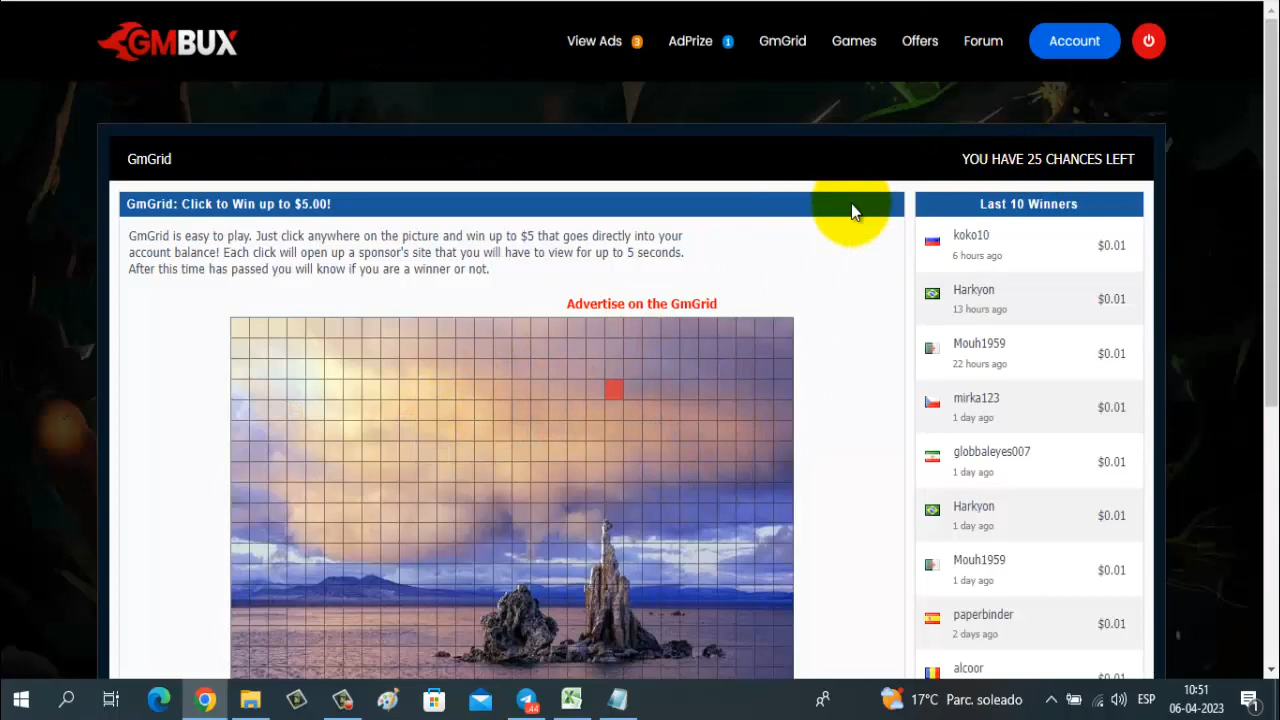 GMBUX
View Ads 3
AdPrize 1
GmGrid
Games
Offers
Forum
Account
GmGrid
YOU HAVE 25 CHANCES LEFT
GmGrid: Click to Win up to $5.00!
GmGrid is easy to play. Just click anywhere on the picture and win up to $5 that goes directly into your
account balance! Each click will open up a sponsor's site that you will have to view for up to 5 seconds.
After this time has passed you will know if you are a winner or not.
Advertise on the GmGrid
Last 10 Winners
koko10
6 hours ago
$0.01
Harkyon
13 hours ago
$0.01
Mouh1959
22 hours ago
$0.01
mirka123
1 day ago
$0.01
globbaleyes007
1 day ago
$0.01
Harkyon
1 day ago
$0.01
Mouh1959
1 day ago
$0.01
paperbinder
2 days ago
$0.01
alcoor
44
17°C Parc. soleado
ESP
10:51
06-04-2023
1